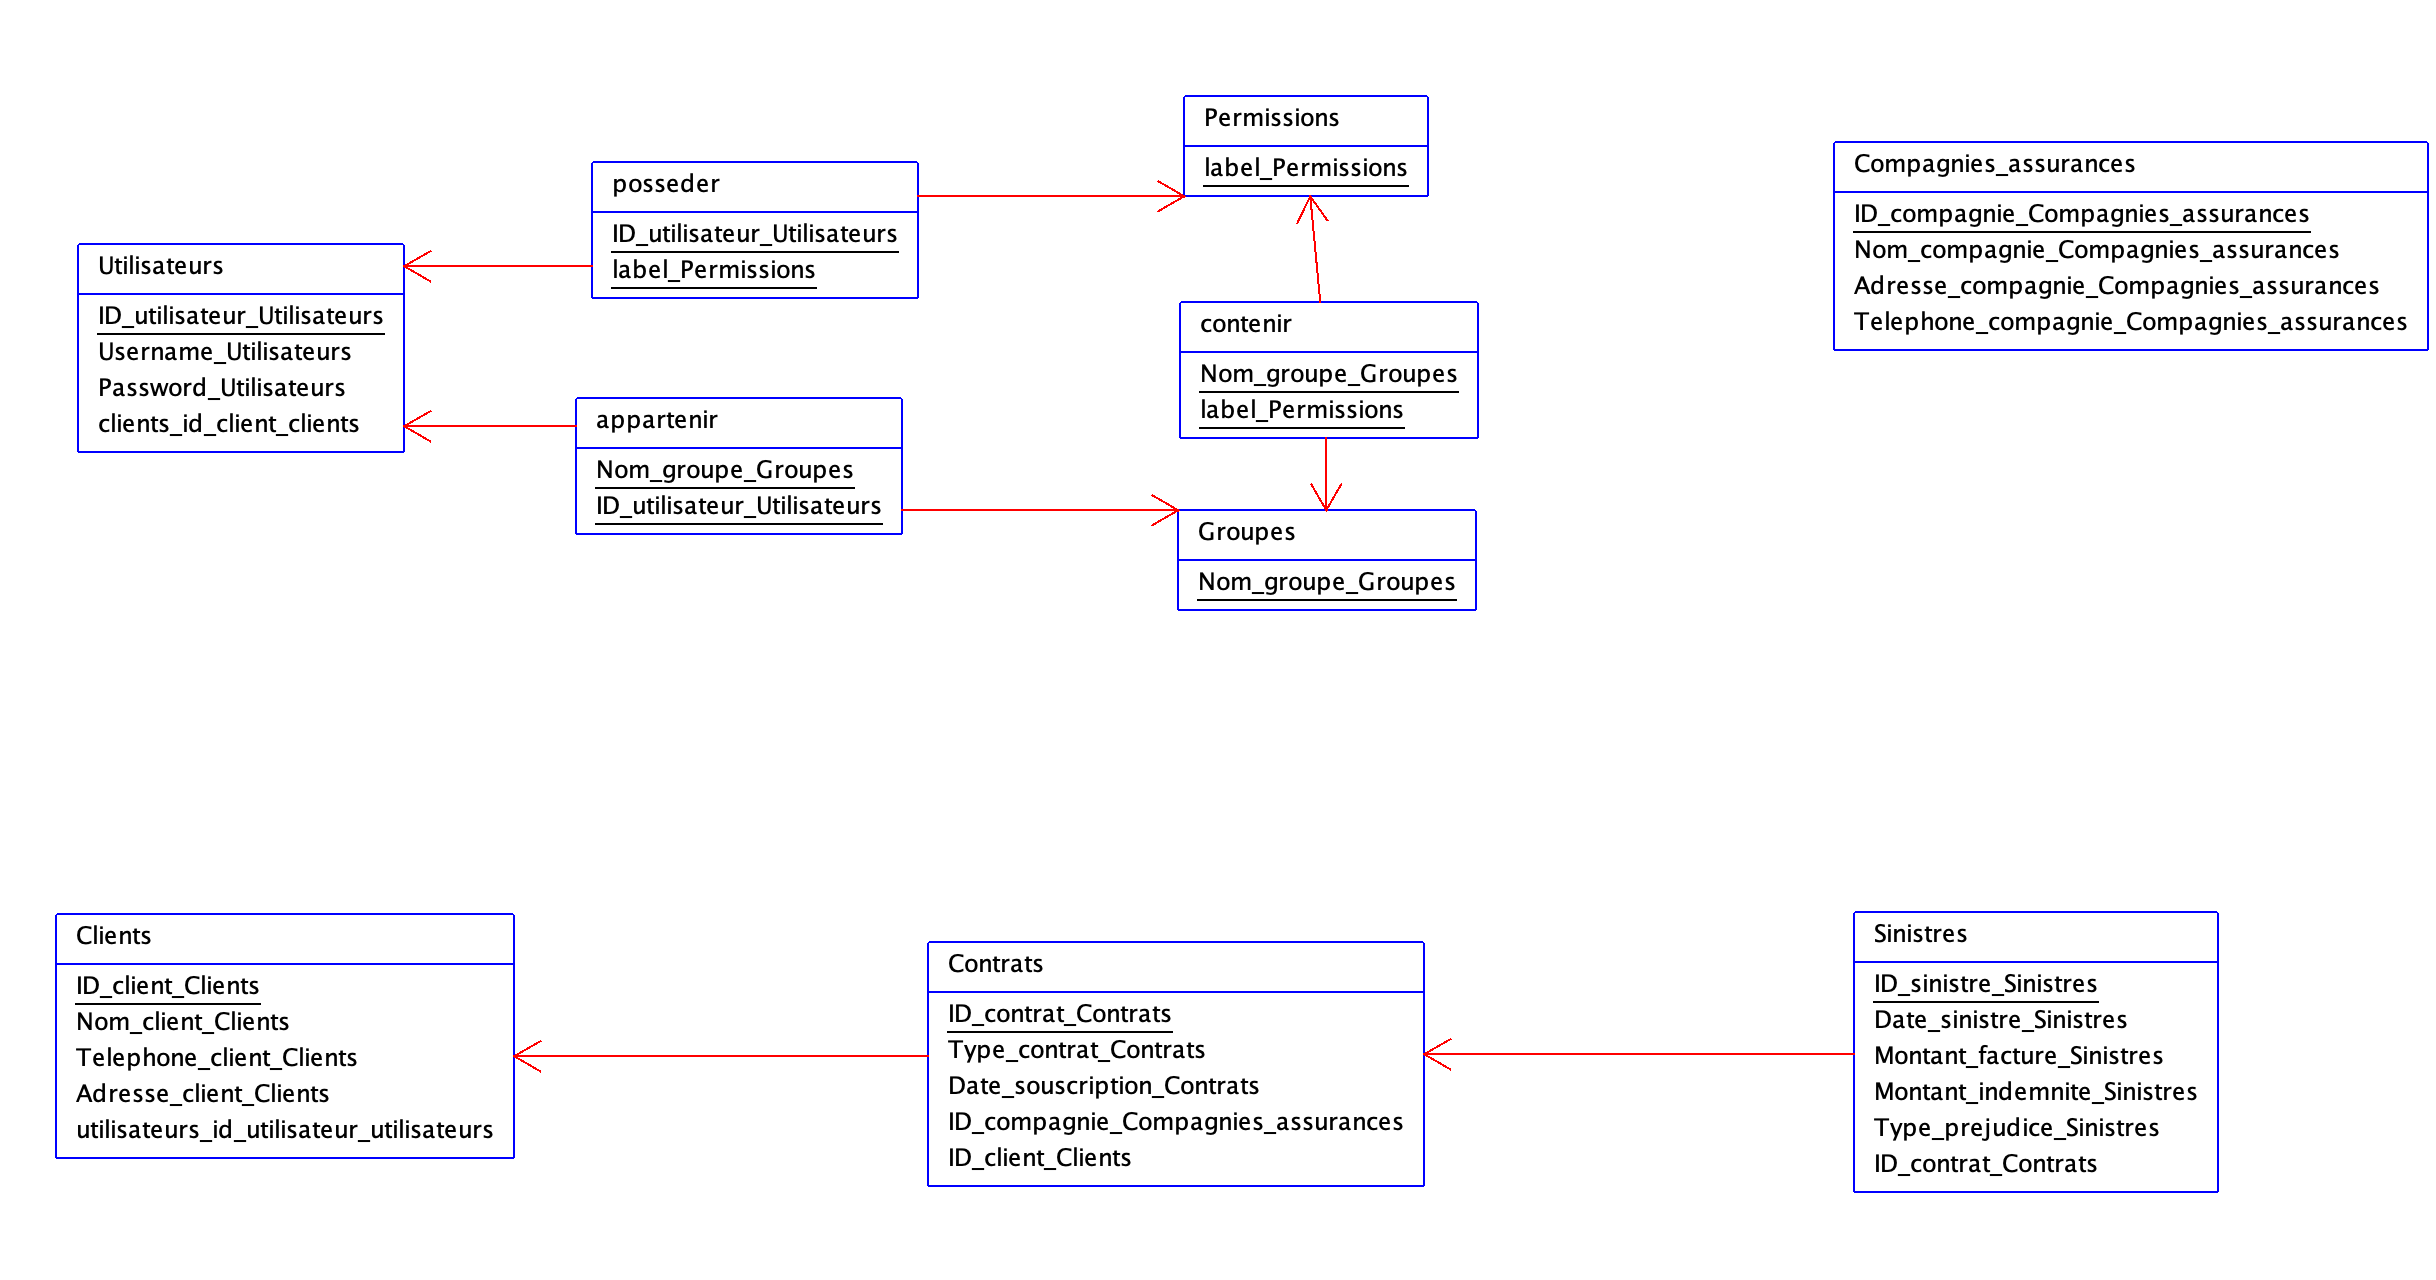 Permissions
label_Permissions
Compagnies_assurances
ID_compagnie_Compagnies_assurances
Nom_compagnie_Compagnies_assurances
Adresse_compagnie_Compagnies_assurances
Telephone_compagnie_Compagnies_assurances
posseder
ID_utilisateur_Utilisateurs
label_Permissions
Utilisateurs
ID_utilisateur_Utilisateurs
Username_Utilisateurs
Password_Utilisateurs
clients_id_client_clients
contenir
Nom_groupe_Groupes
label_Permissions
appartenir
Nom_groupe_Groupes
ID_utilisateur_Utilisateurs
Groupes
Nom_groupe_Groupes
Clients
ID_client_Clients
Nom_client_Clients
Telephone_client_Clients
Adresse_client_Clients
utilisateurs_id_utilisateur_utilisateurs
Contrats
ID_contrat_Contrats
Type_contrat_Contrats
Date_souscription_Contrats
ID_compagnie_Compagnies_assurances
ID_client_Clients
Sinistres
ID_sinistre_Sinistres
Date_sinistre_Sinistres
Montant_facture_Sinistres
Montant_indemnite_Sinistres
Type_prejudice_Sinistres
ID_contrat_Contrats